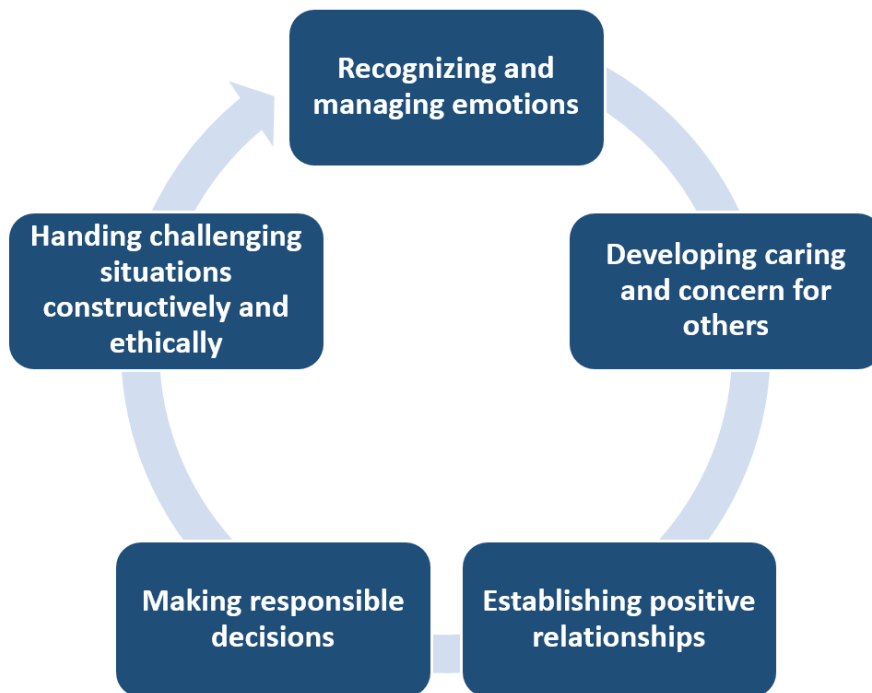 Recognizing and
managing emotions
Developing caring
and concern for
others
Establishing positive
relationships
Making responsible
decisions
Handing challenging
situations
constructively and
ethically